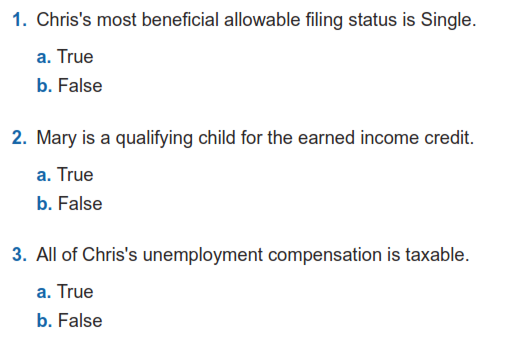 1. Chris's most beneficial allowable filing status is Single.
a. True
b. False
2. Mary is a qualifying child for the earned income credit.
a. True
b. False
3. All of Chris's unemployment compensation is taxable.
a. True
b. False